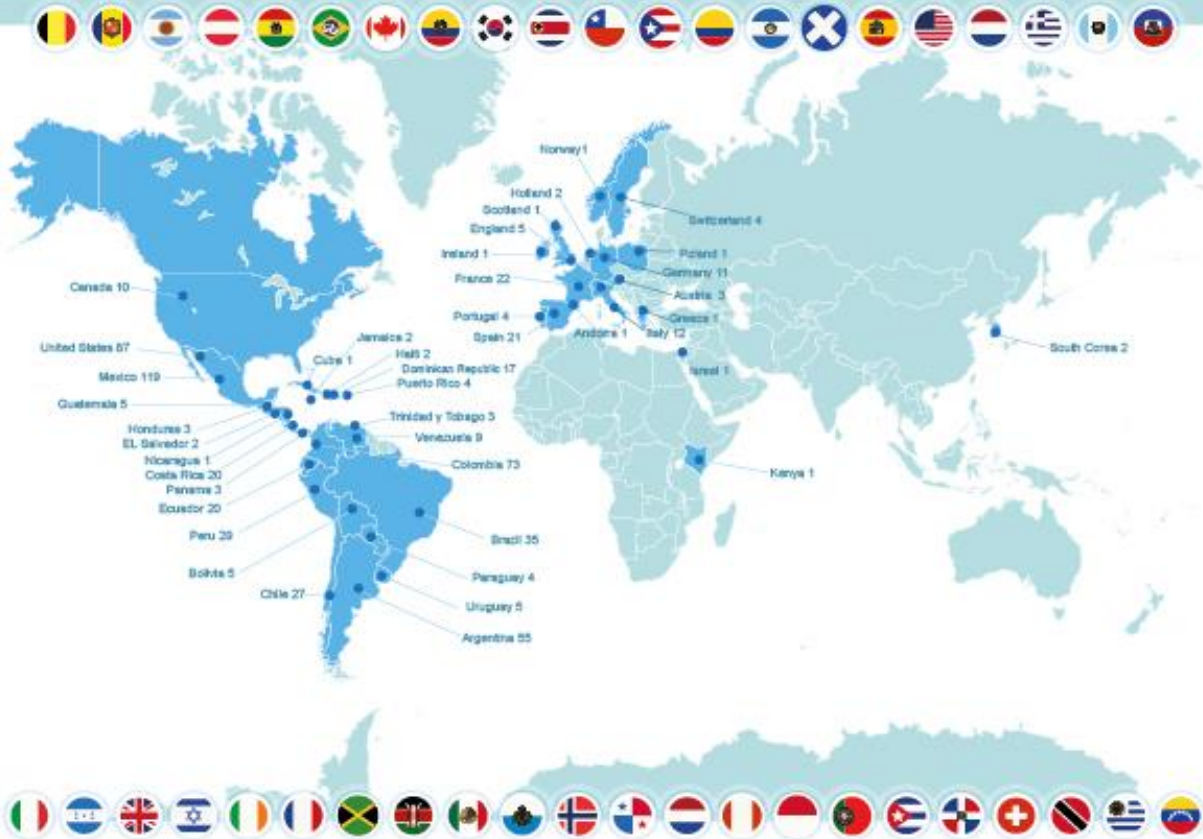 Norway1
Holland 2
Scotland 1
England 5
Switzerland 4
Ireland 1
Poland 1
Germany 11
France 22
Austria 3
Canada 10
Portugal 4
Greece 1
Spain 21
Andorra 1
Italy 12
Jamaica 2
South Corea 2
United States 87
Cuba 1
Haiti 2
Israel 1
Dominican Republic 17
Mexico 119
Puerto Rico 4
Guatemala 5
Trinidad y Tobago 3
Honduras 3
Venezuela 9
EL Salvador 2
Nicaragua 1
Colombia 73
Kenya 1
Costa Rica 20
Panama 3
Ecuador 20
Peru 29
Brazil 35
Bolivia 5
Paraguay 4
Chile 27
Uruguay 5
Argentina 55